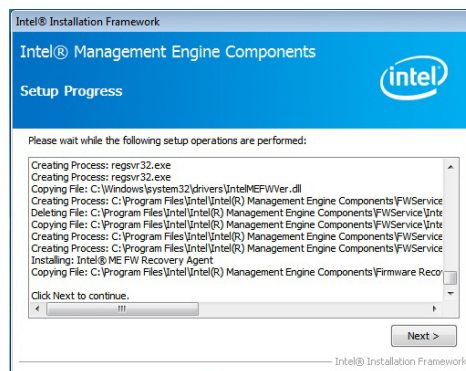 Intel® Installation Framework
Intel® Management Engine Components
Setup Progress
intel
Please wait while the following setup operations are performed:
Creating Process: regsvr32.exe
Creating Process: regsvr32.exe
Copying File: C:\Windows\system32\drivers\IntelMEFWVer.dll
Creating Process: C:\Program Files\Intel\Intel(R) Management Engine Components\FWService
Deleting File: C:\Program Files\Intel\Intel(R) Management Engine Components\FWService\Inte
Copying File: C:\Program Files\Intel\Intel(R) Management Engine Components\FWService\Inte
Creating Process: C:\Program Files\Intel\Intel(R) Management Engine Components\FWService
Creating Process: C:\Program Files\Intel\Intel(R) Management Engine Components\FWService
Installing: Intel® ME FW Recovery Agent
Copying File: C:\Program Files\Intel\Intel(R) Management Engine Components\Firmware Recov
Click Next to continue.
Next >
Intel® Installation Framework